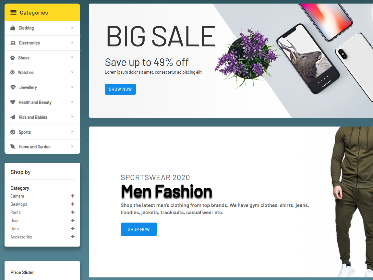 Categories
Clothing
Electronics
Shoes
Watches
Jewellery
Health and Beauty
Kids and Babies
Sports
Home and Garden
Shop by
Category
Camera
Desktops
Pants
Accessories
Price Slider
BIG SALE
Save up to 49% off
Lorem ipsum dolor sit amet, consectetur adipiscing elit.
SHOP NOW
SPORTSWEAR 2020
Men Fashion
Shop the latest men's clothing from top brands. We have gym clothes, shirts, jeans,
hoodies, jackets, tracksuits, casual wear etc.
SHOP NOW